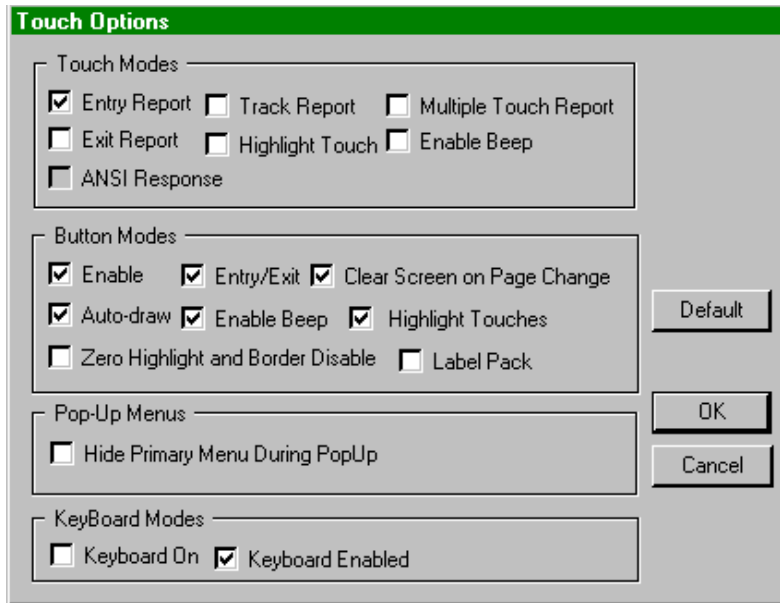 Touch Options
Touch Modes
Entry Report Track Report Multiple Touch Report
Exit Report Highlight Touch Enable Beep
ANSI Response
Button Modes
Enable Entry/Exit Clear Screen on Page Change
Auto-draw Enable Beep Highlight Touches
Zero Highlight and Border Disable Label Pack
Default
Pop-Up Menus
Hide Primary Menu During PopUp
OK
Cancel
KeyBoard Modes
Keyboard On Keyboard Enabled